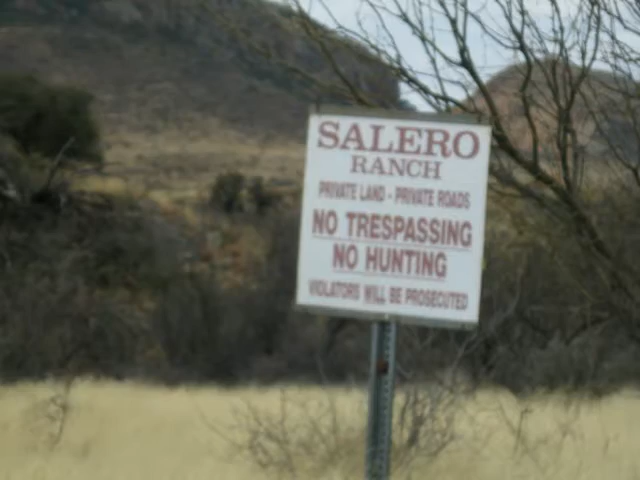 SALERO
RANCH
PRIVATE LAND - PRIVATE ROADS
NO TRESPASSING
NO HUNTING
VIOLATORS WILL BE PROSECUTED